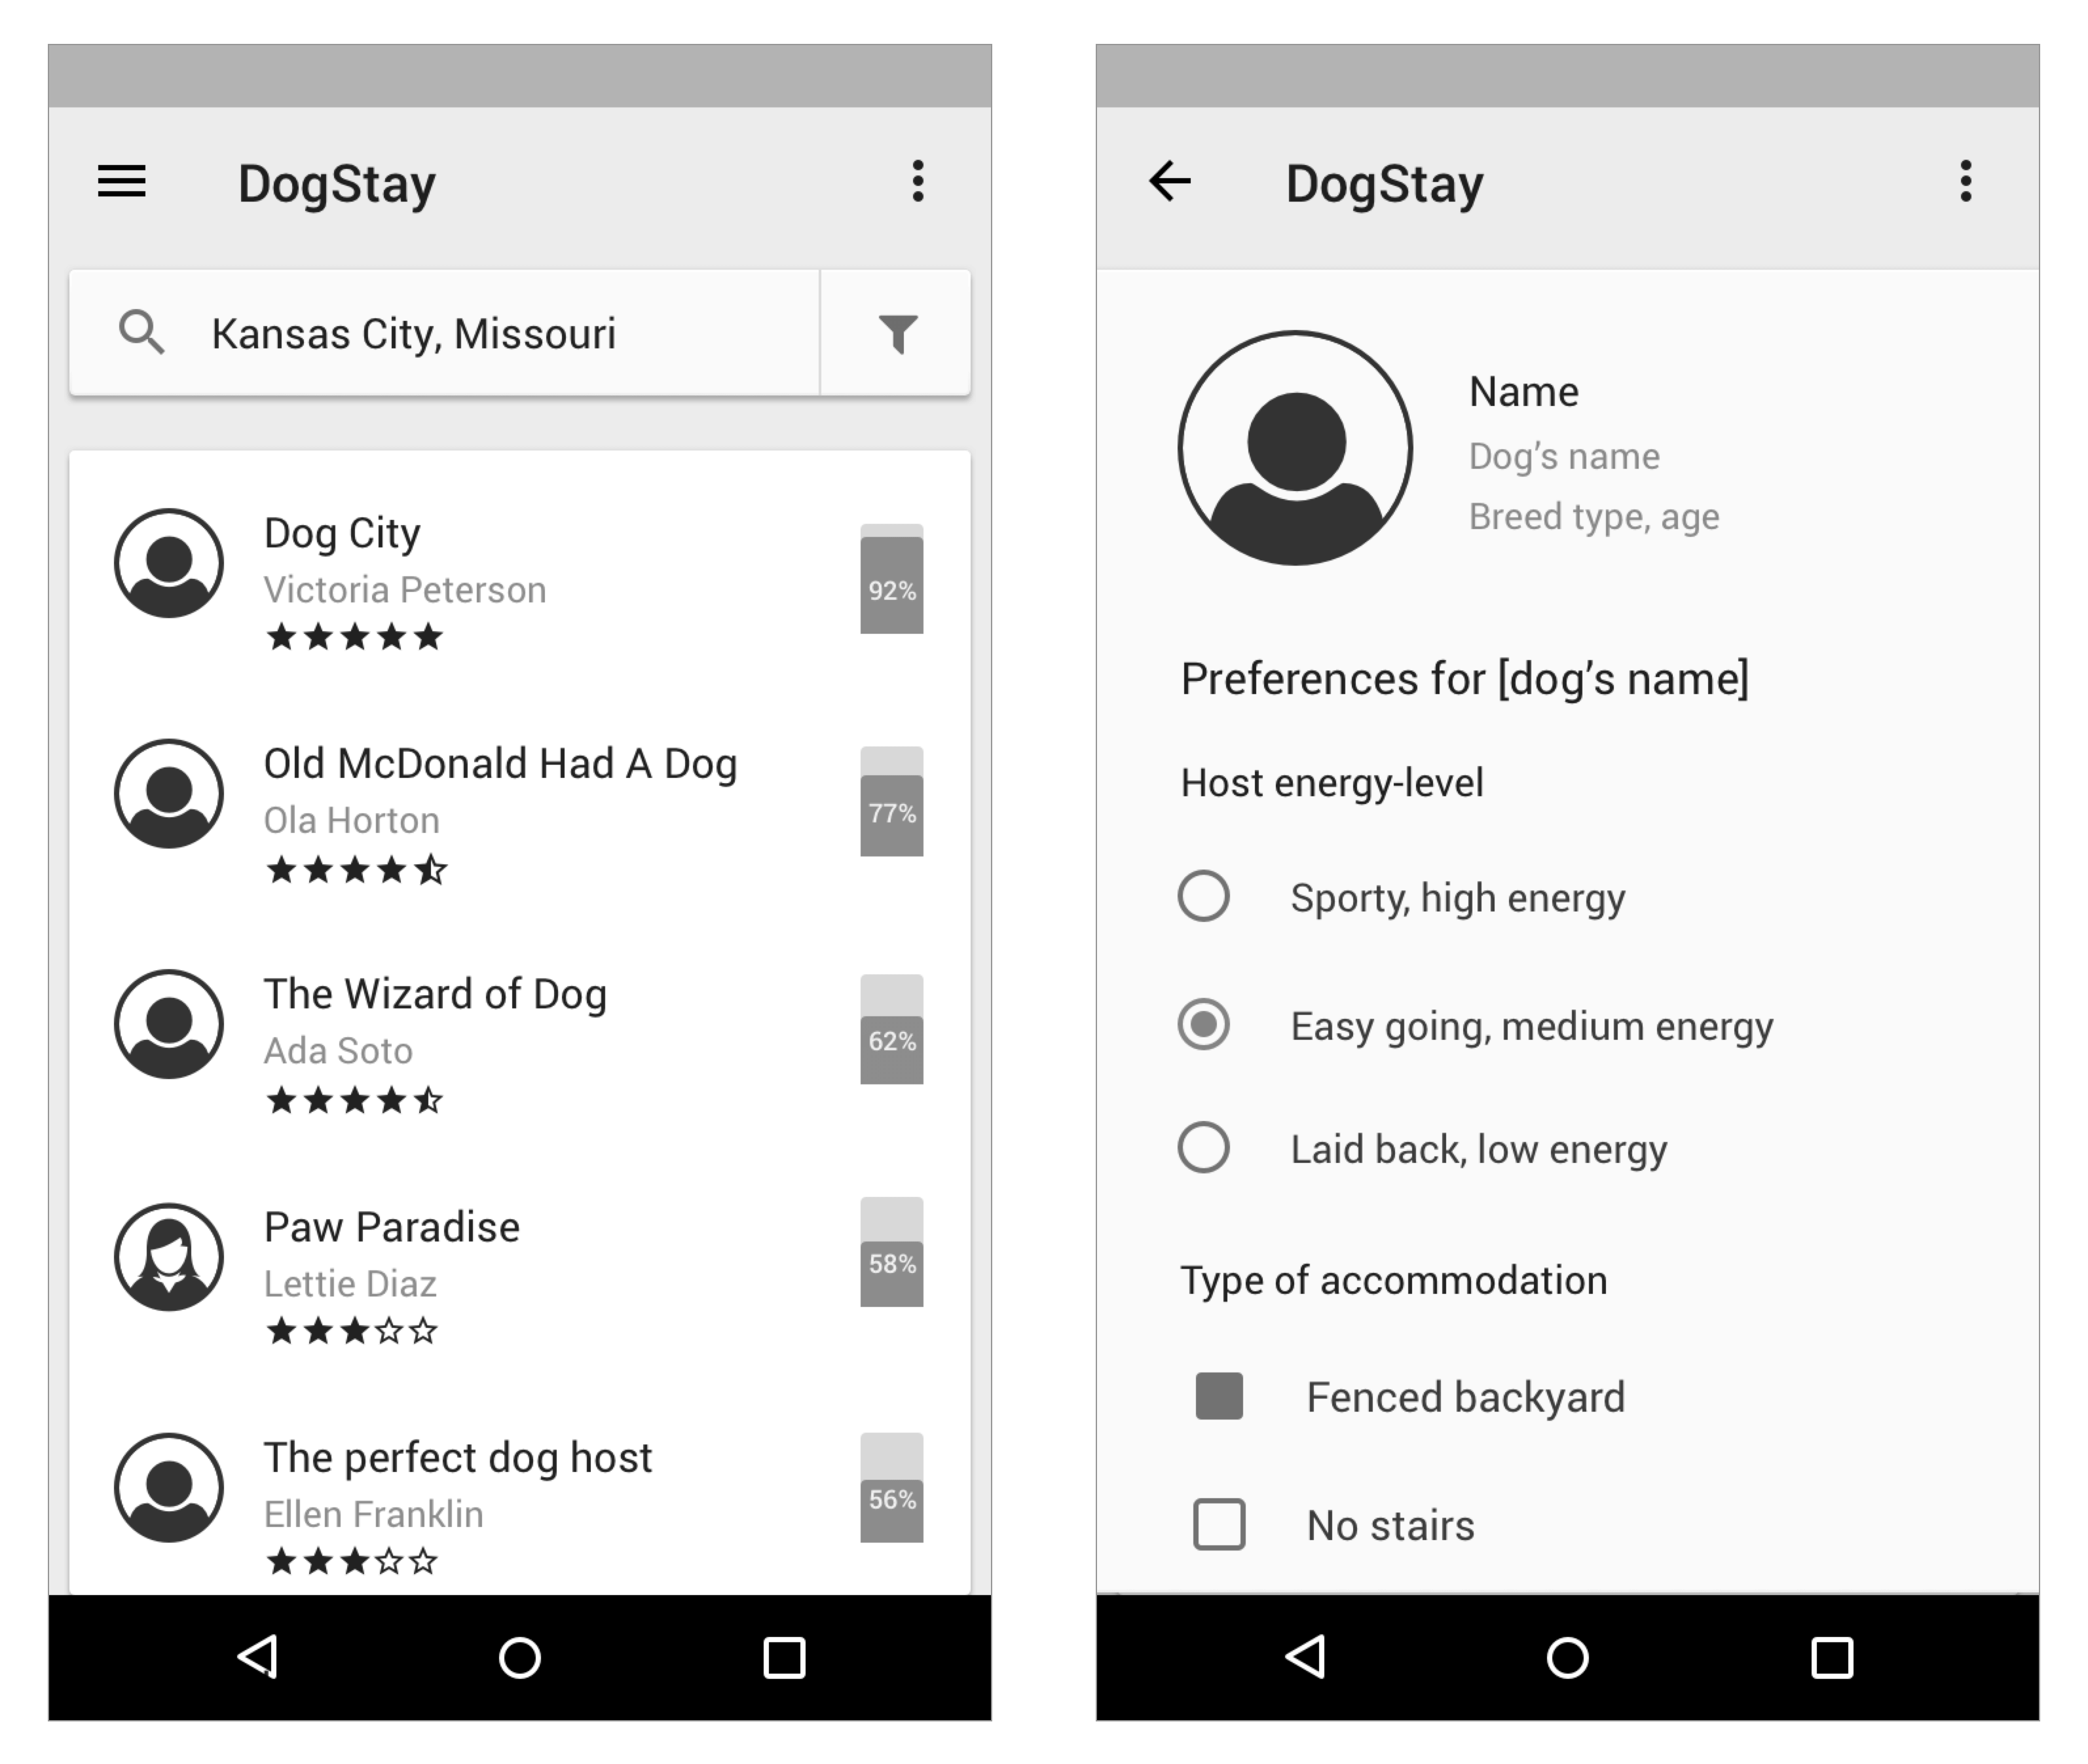 DogStay
Kansas City, Missouri
Dog City
Victoria Peterson
92%
Old McDonald Had A Dog
Ola Horton
77%
The Wizard of Dog
Ada Soto
62%
Paw Paradise
Lettie Diaz
58%
The perfect dog host
Ellen Franklin
56%
DogStay
Name
Dog’s name
Breed type, age
Preferences for [dog’s name]
Host energy-level
Sporty, high energy
Easy going, medium energy
Laid back, low energy
Type of accommodation
Fenced backyard
No stairs